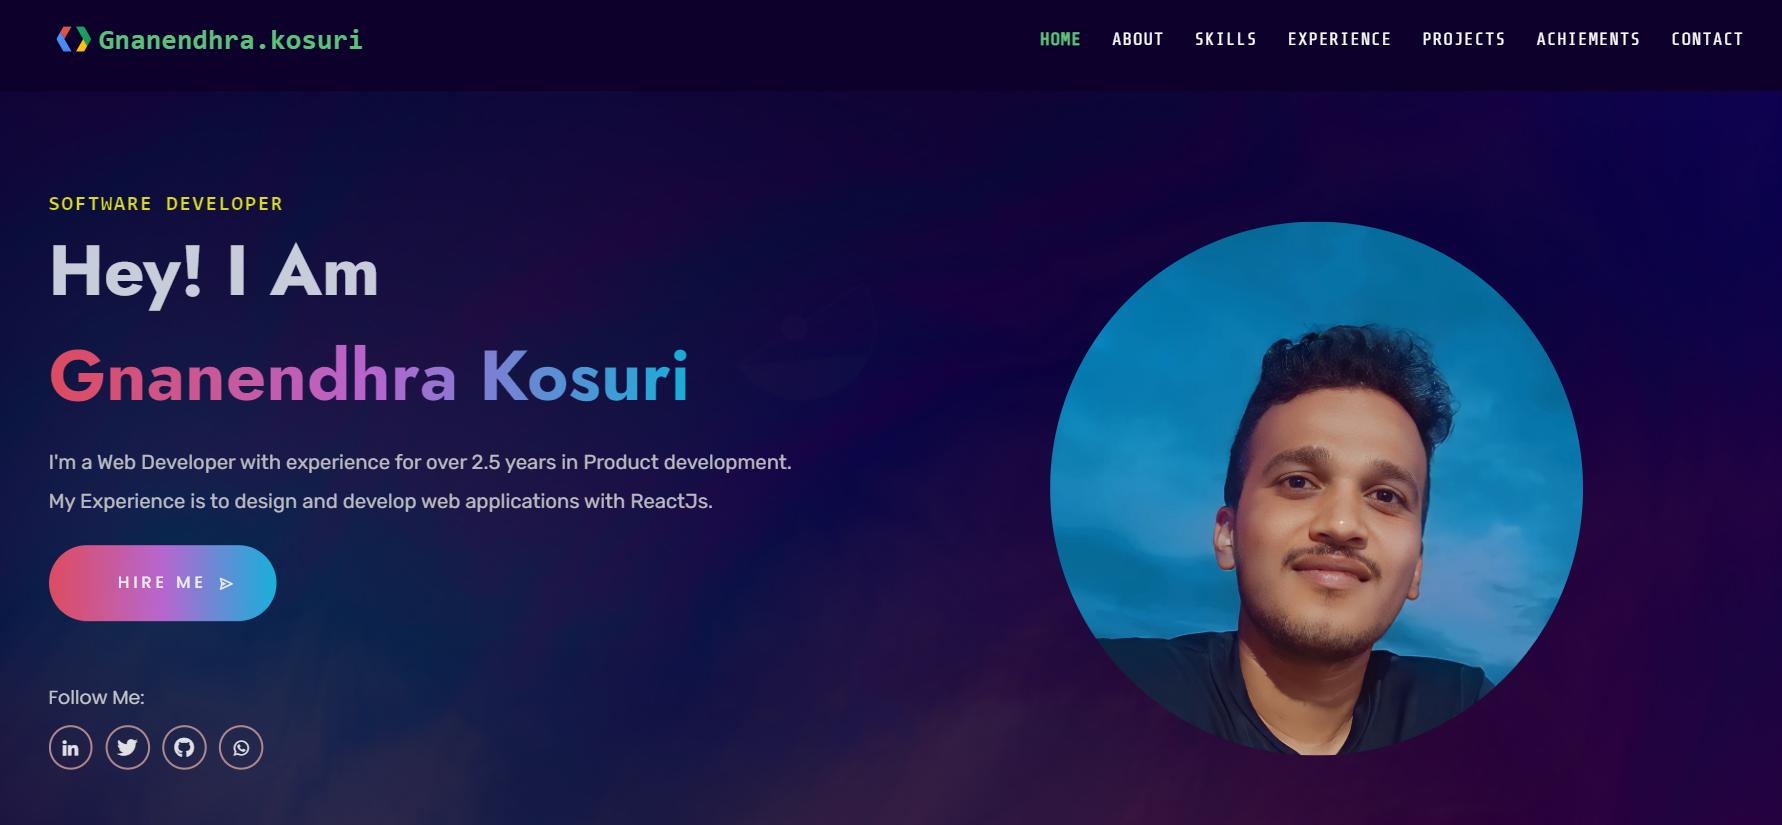 Gnanendhra.kosuri
HOME ABOUT SKILLS EXPERIENCE PROJECTS ACHIEMENTS CONTACT
SOFTWARE DEVELOPER
Hey! I Am
Gnanendhra Kosuri
I'm a Web Developer with experience for over 2.5 years in Product development.
My Experience is to design and develop web applications with ReactJs.
HIRE ME
Follow Me:
in